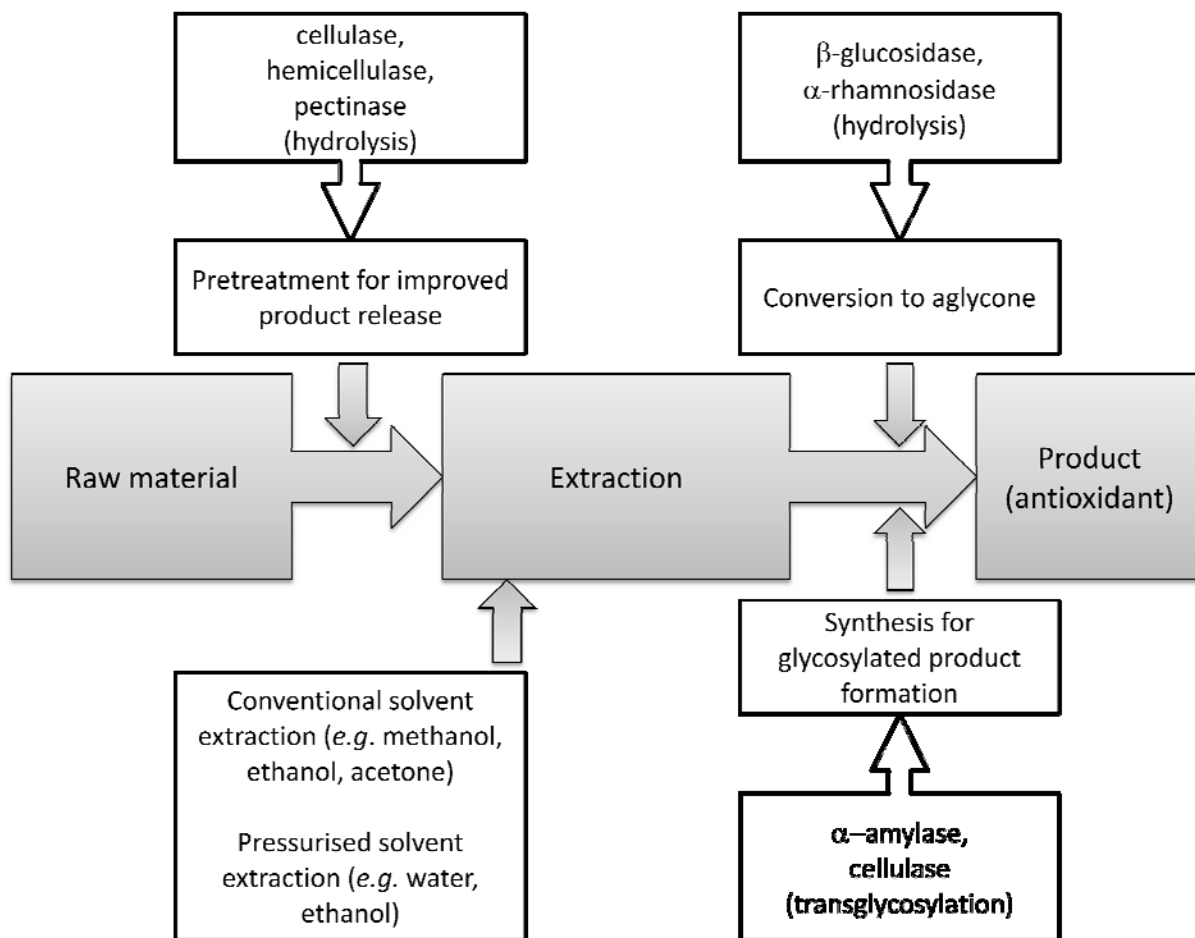 cellulase,
hemicellulase,
pectinase
(hydrolysis)
β-glucosidase,
α-rhamnosidase
(hydrolysis)
Pretreatment for improved
product release
Conversion to aglycone
Raw material
Extraction
Product
(antioxidant)
Conventional solvent
extraction (e.g. methanol,
ethanol, acetone)
Pressurised solvent
extraction (e.g. water,
ethanol)
Synthesis for
glycosylated product
formation
α–amylase,
cellulase
(transglycosylation)